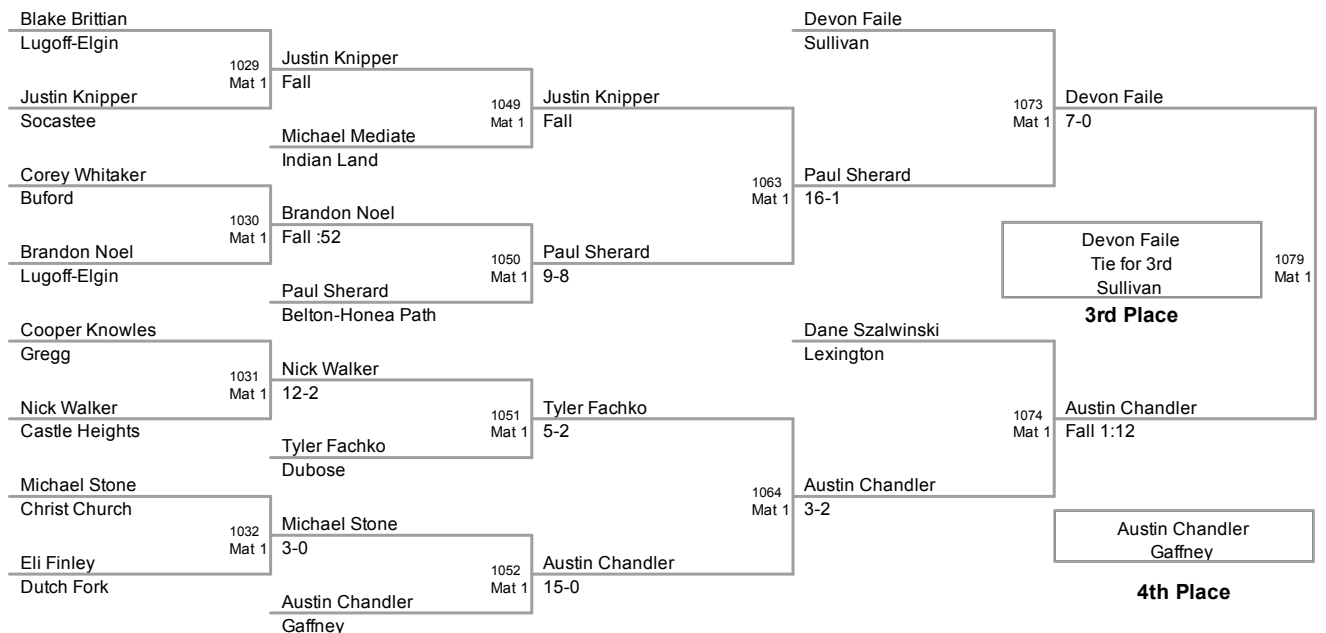 Blake Brittian
Lugoff-Elgin
1029
Mat 1
Justin Knipper
Socastee
Justin Knipper
Fall
1049
Mat 1
Michael Mediate
Indian Land
Corey Whitaker
Buford
1030
Mat 1
Brandon Noel
Lugoff-Elgin
Brandon Noel
Fall :52
1050
Mat 1
Paul Sherard
Belton-Honea Path
Cooper Knowles
Gregg
1031
Mat 1
Nick Walker
Castle Heights
Nick Walker
12-2
1051
Mat 1
Tyler Fachko
Dubose
Michael Stone
Christ Church
1032
Mat 1
Eli Finley
Dutch Fork
Michael Stone
3-0
1052
Mat 1
Austin Chandler
Gaffney
Justin Knipper
Fall
1063
Mat 1
Paul Sherard
9-8
Tyler Fachko
5-2
1064
Mat 1
Austin Chandler
15-0
Devon Faile
Sullivan
1073
Mat 1
Paul Sherard
16-1
Dane Szalwinski
Lexington
1074
Mat 1
Austin Chandler
3-2
Devon Faile
7-0
1079
Mat 1
Austin Chandler
Fall 1:12
Devon Faile
Tie for 3rd
Sullivan
3rd Place
Austin Chandler
Gaffney
4th Place